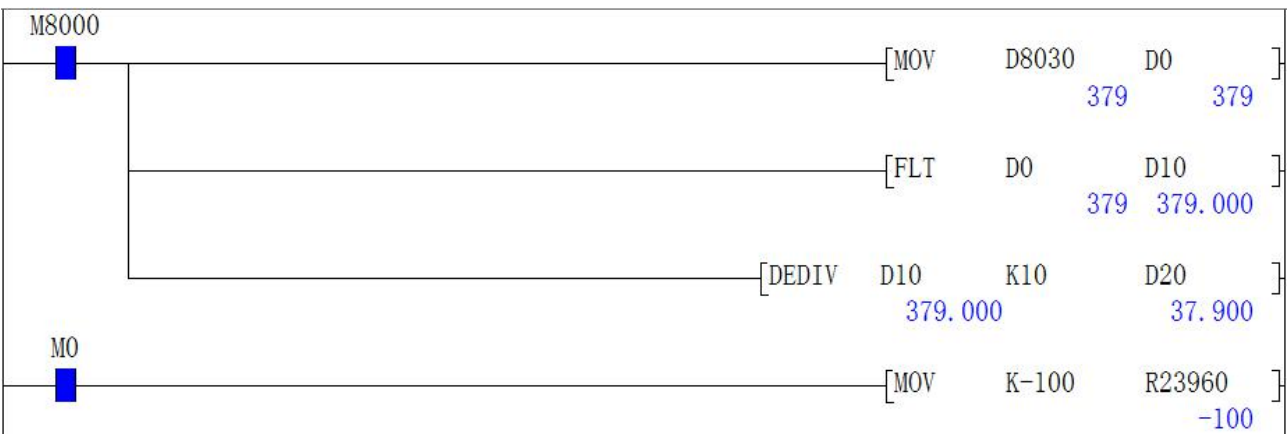 M8000
[MOV D8030 D0 ]
379 379
[FLT D0 D10 ]
379 379.000
[DEDIV D10 K10 D20 ]
379.000 37.900
M0
[MOV K-100 R23960 ]
-100